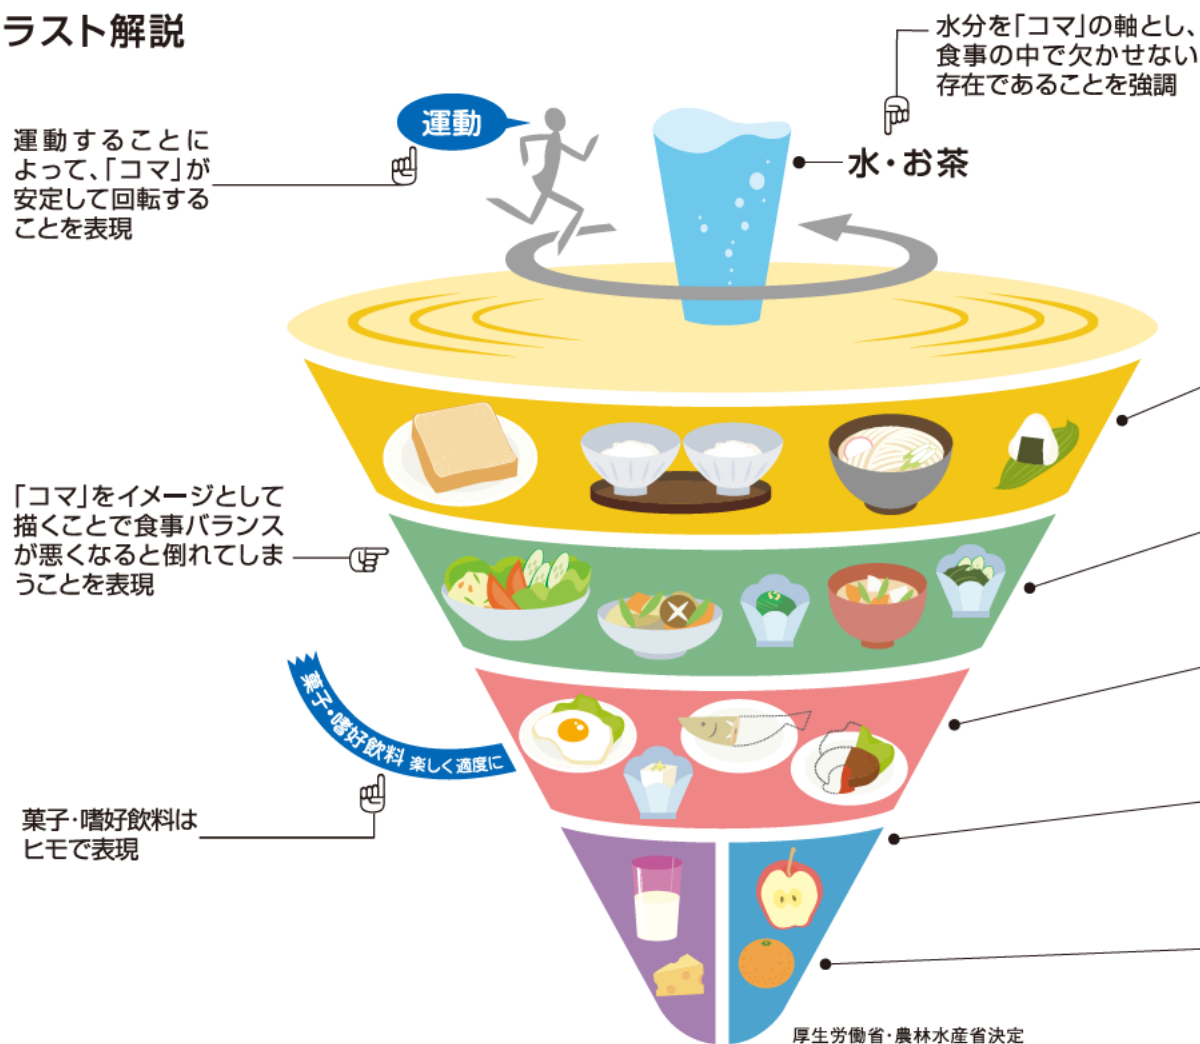 ラスト解説
水分を「コマ」の軸とし、
食事の中で欠かせない
存在であることを強調
運動
運動することに
よって、「コマ」が
安定して回転する
ことを表現
水・お茶
「コマ」をイメージとして
描くことで食事バランス
が悪くなると倒れてしま
うことを表現
菓子・嗜好飲料 楽しく適度に
菓子・嗜好飲料は
ヒモで表現
厚生労働省・農林水産省決定